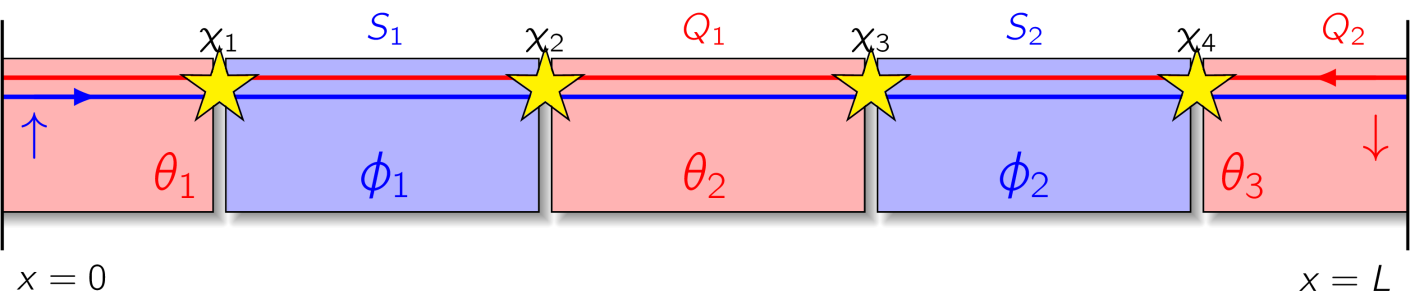 χ₁ S₁ χ₂ Q₁ χ₃ S₂ χ₄ Q₂
↑ θ₁ ϕ₁ θ₂ ϕ₂ θ₃ ↓
x = 0 x = L